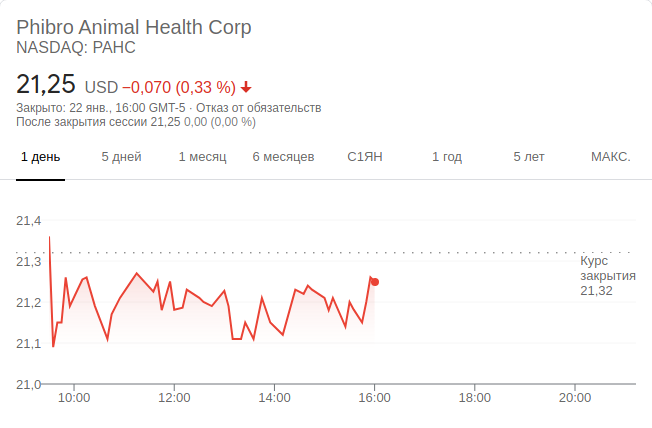 Phibro Animal Health Corp
NASDAQ: PAHC
21,25 USD −0,070 (0,33 %)
Закрыто: 22 янв., 16:00 GMT-5 · Отказ от обязательств
После закрытия сессии 21,25 0,00 (0,00 %)
1 день 5 дней 1 месяц 6 месяцев С1ЯН 1 год 5 лет МАКС.
21,4
21,3
21,2
21,1
21,0
Курс
закрытия
21,32
10:00 12:00 14:00 16:00 18:00 20:00